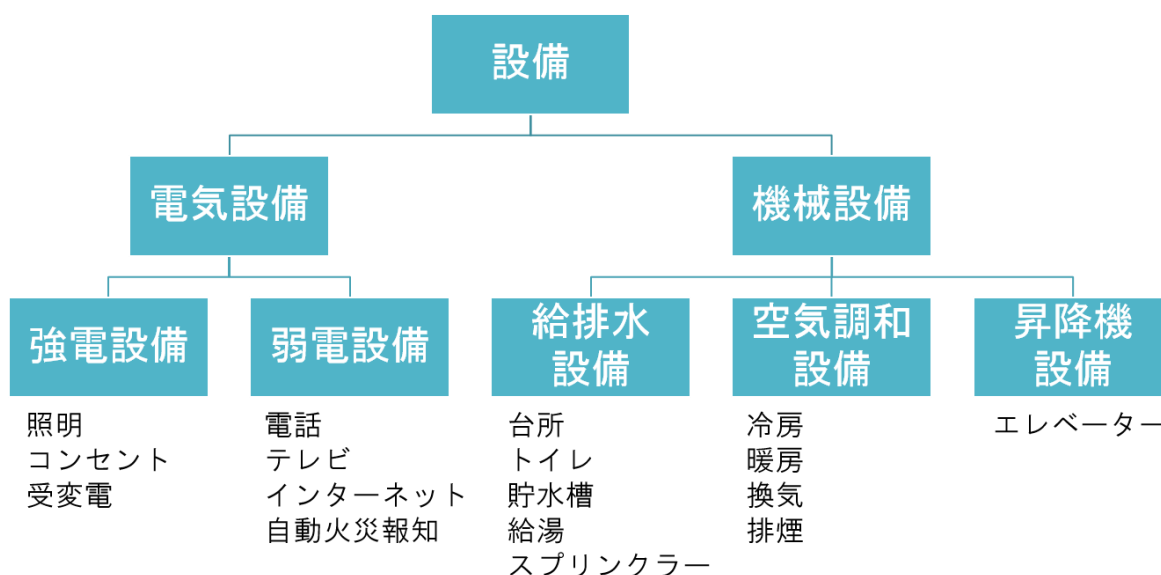 設備
電気設備
機械設備
強電設備
弱電設備
給排水
設備
空気調和
設備
昇降機
設備
照明
コンセント
受変電
電話
テレビ
インターネット
自動火災報知
台所
トイレ
貯水槽
給湯
スプリンクラー
冷房
暖房
換気
排煙
エレベーター